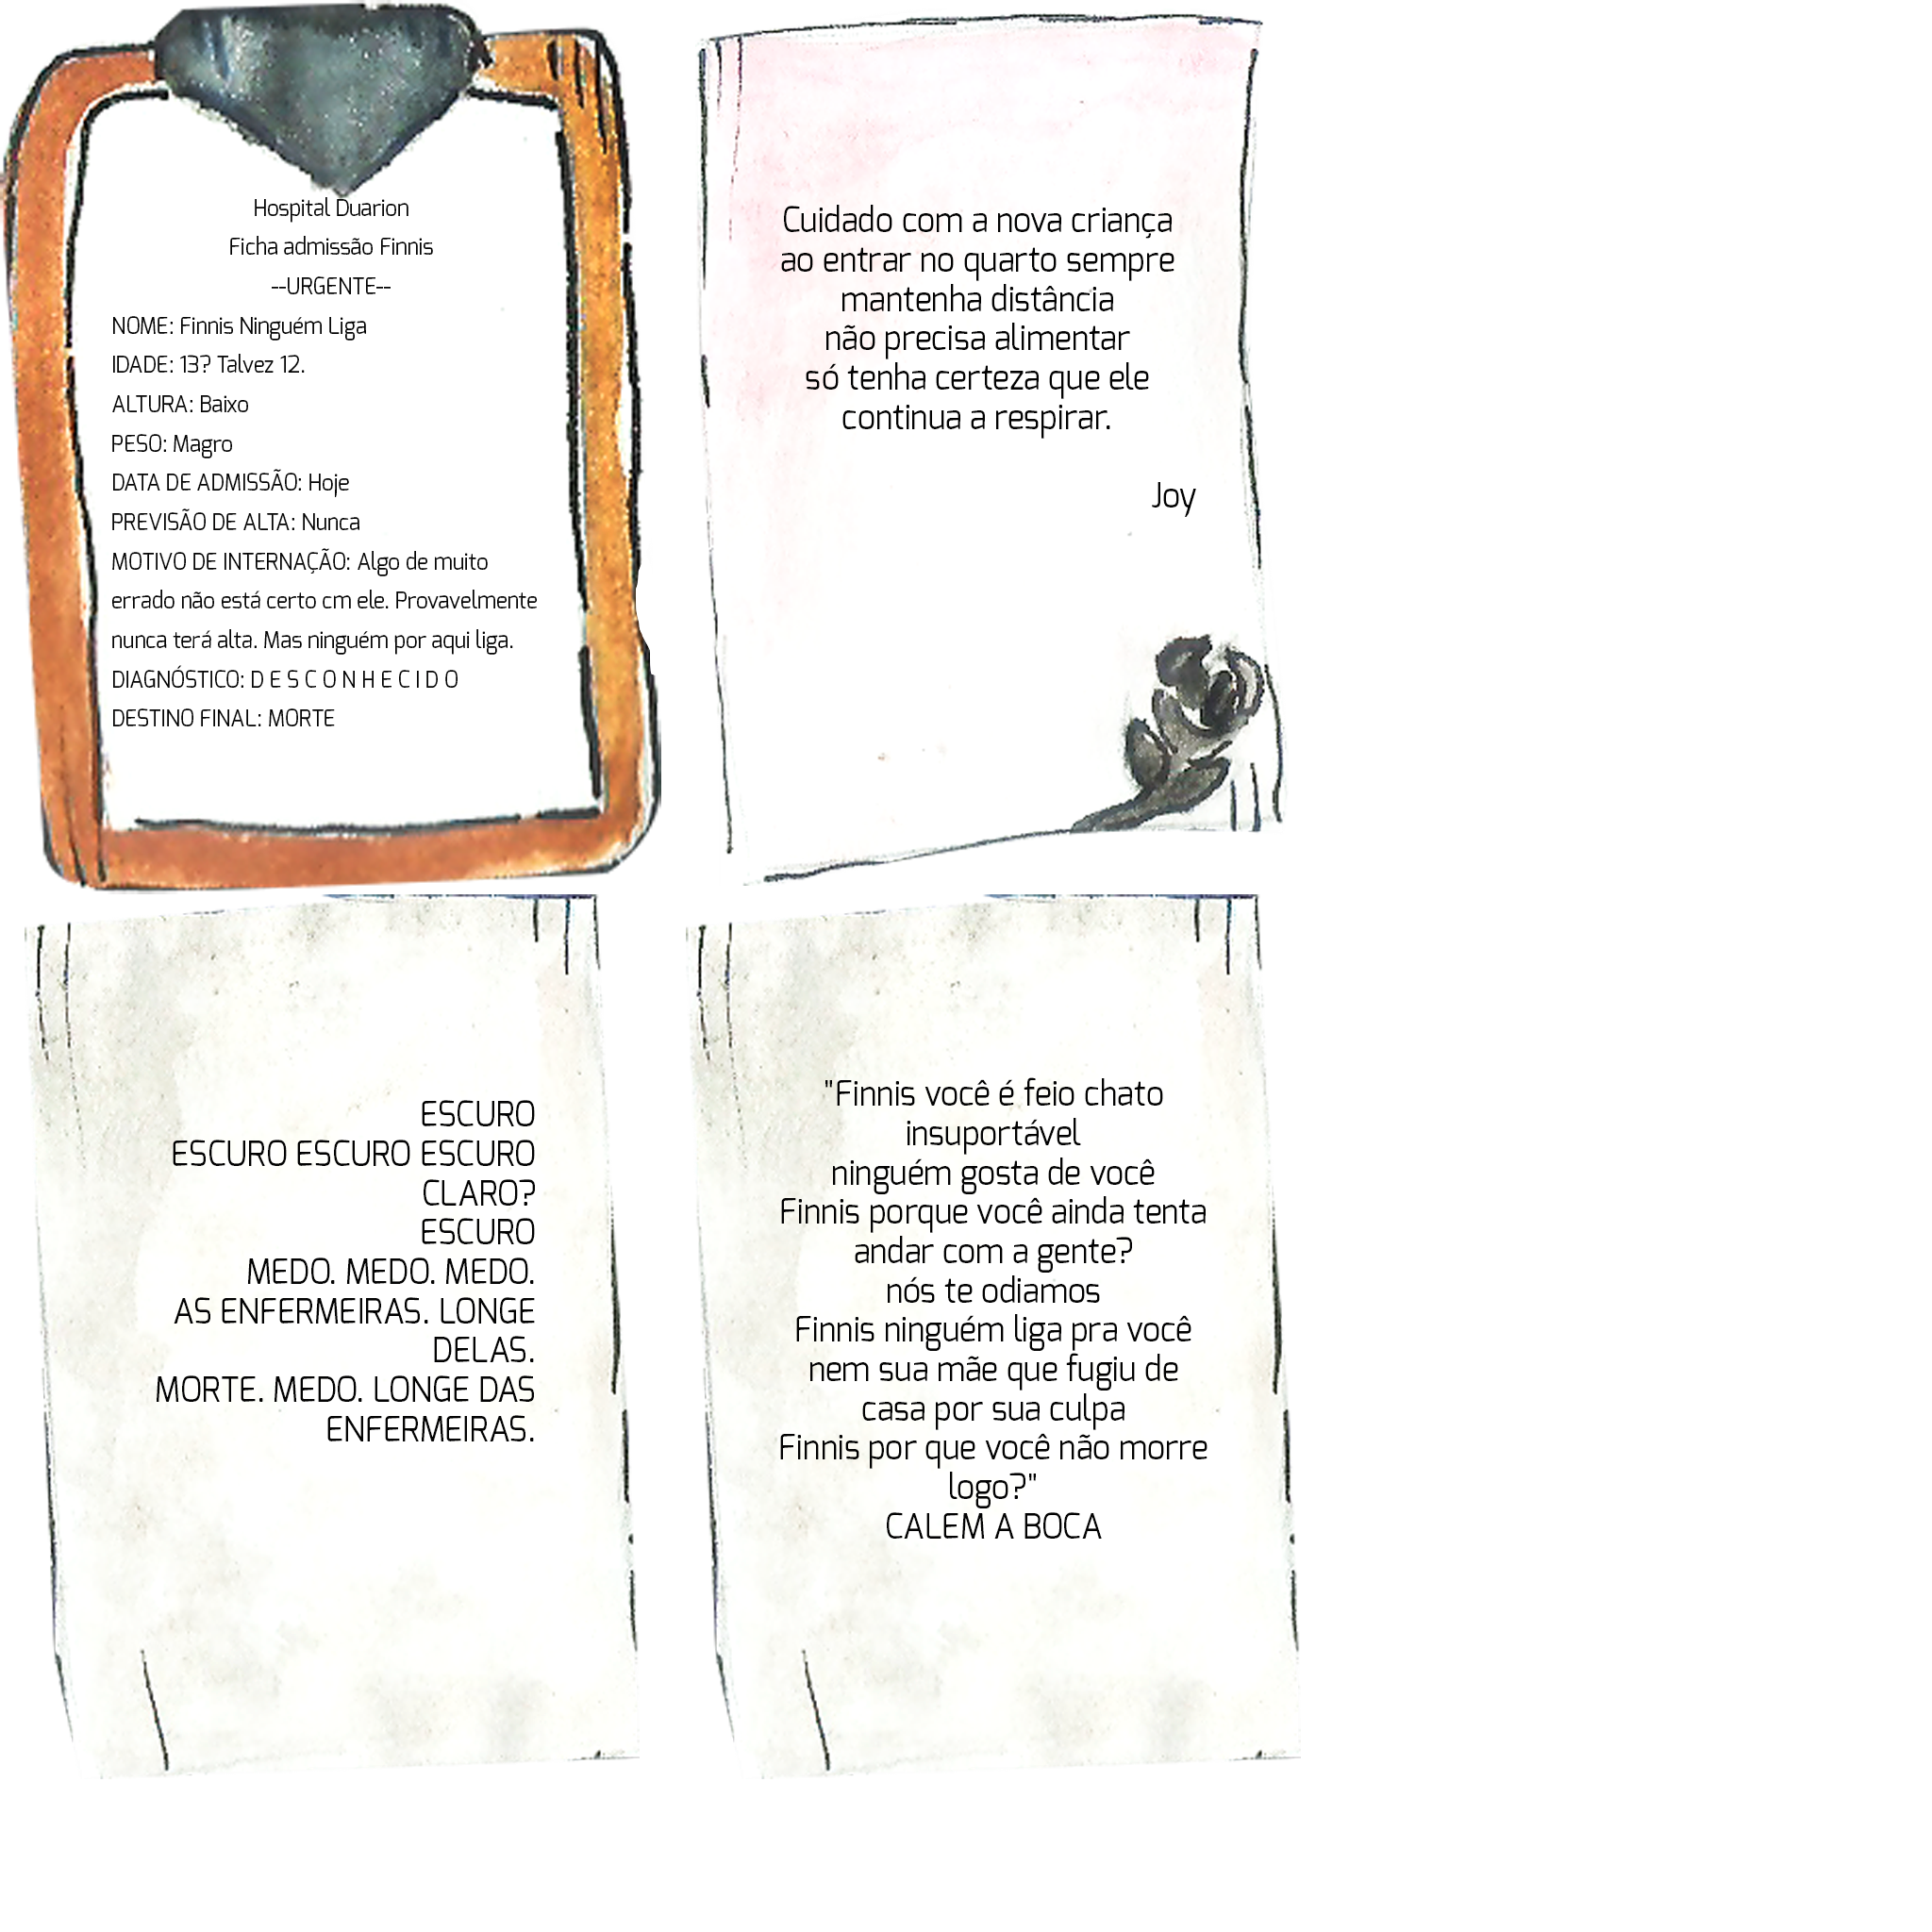 Hospital Duarion
Ficha admissão Finnis
--URGENTE--
NOME: Finnis Ninguém Liga
IDADE: 13? Talvez 12.
ALTURA: Baixo
PESO: Magro
DATA DE ADMISSÃO: Hoje
PREVISÃO DE ALTA: Nunca
MOTIVO DE INTERNAÇÃO: Algo de muito
errado não está certo cm ele. Provavelmente
nunca terá alta. Mas ninguém por aqui liga.
DIAGNÓSTICO: D E S C O N H E C I D O
DESTINO FINAL: MORTE
Cuidado com a nova criança
ao entrar no quarto sempre
mantenha distância
não precisa alimentar
só tenha certeza que ele
continua a respirar.
Joy
ESCURO
ESCURO ESCURO ESCURO
CLARO?
ESCURO
MEDO. MEDO. MEDO.
AS ENFERMEIRAS. LONGE
DELAS.
MORTE. MEDO. LONGE DAS
ENFERMEIRAS.
"Finnis você é feio chato
insuportável
ninguém gosta de você
Finnis porque você ainda tenta
andar com a gente?
nós te odiamos
Finnis ninguém liga pra você
nem sua mãe que fugiu de
casa por sua culpa
Finnis por que você não morre
logo?"
CALEM A BOCA